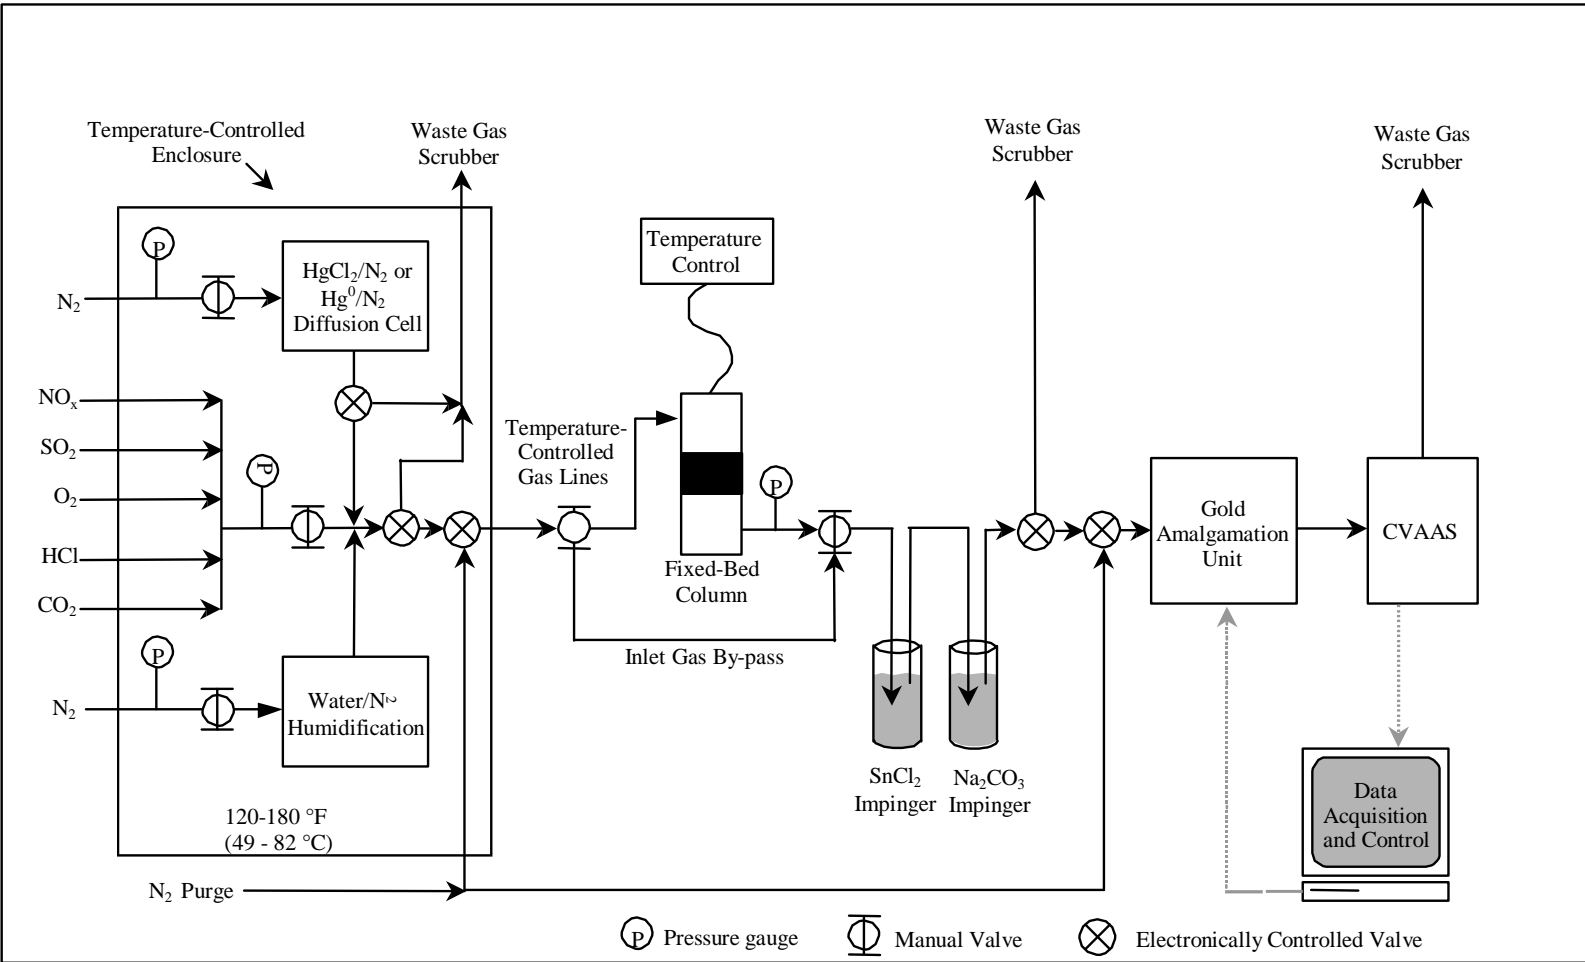 Temperature-Controlled
Enclosure
Waste Gas
Scrubber
Waste Gas
Scrubber
Waste Gas
Scrubber
P
N₂
HgCl₂/N₂ or
Hg⁰/N₂
Diffusion Cell
Temperature
Control
NOₓ
SO₂
O₂
HCl
CO₂
P
Temperature-
Controlled
Gas Lines
P
Fixed-Bed
Column
Inlet Gas By-pass
Gold
Amalgamation
Unit
CVAAS
P
N₂
Water/N₂
Humidification
SnCl₂
Impinger
Na₂CO₃
Impinger
Data
Acquisition
and Control
120-180 °F
(49 - 82 °C)
N₂ Purge
P
Pressure gauge
Manual Valve
Electronically Controlled Valve